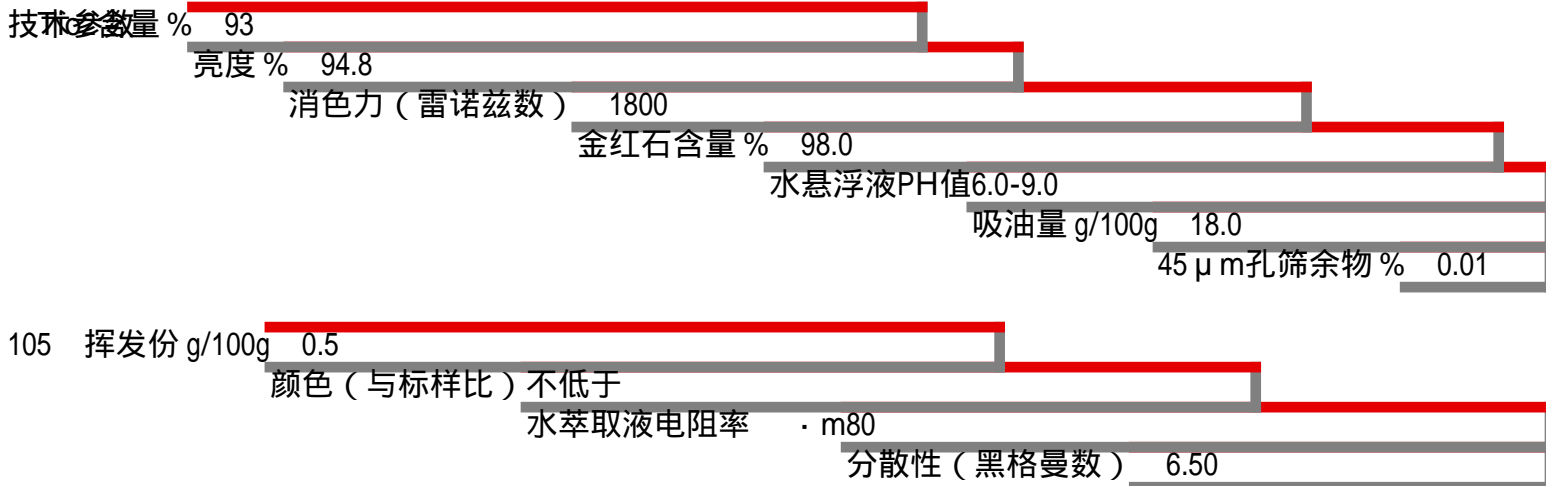 技术参数
Tio2含量 % 93
亮度 % 94.8
消色力（雷诺兹数） 1800
金红石含量 % 98.0
水悬浮液PH值6.0-9.0
吸油量 g/100g 18.0
45μm孔筛余物 % 0.01
105 挥发份 g/100g 0.5
颜色（与标样比）不低于
水萃取液电阻率 ·m80
分散性（黑格曼数） 6.50